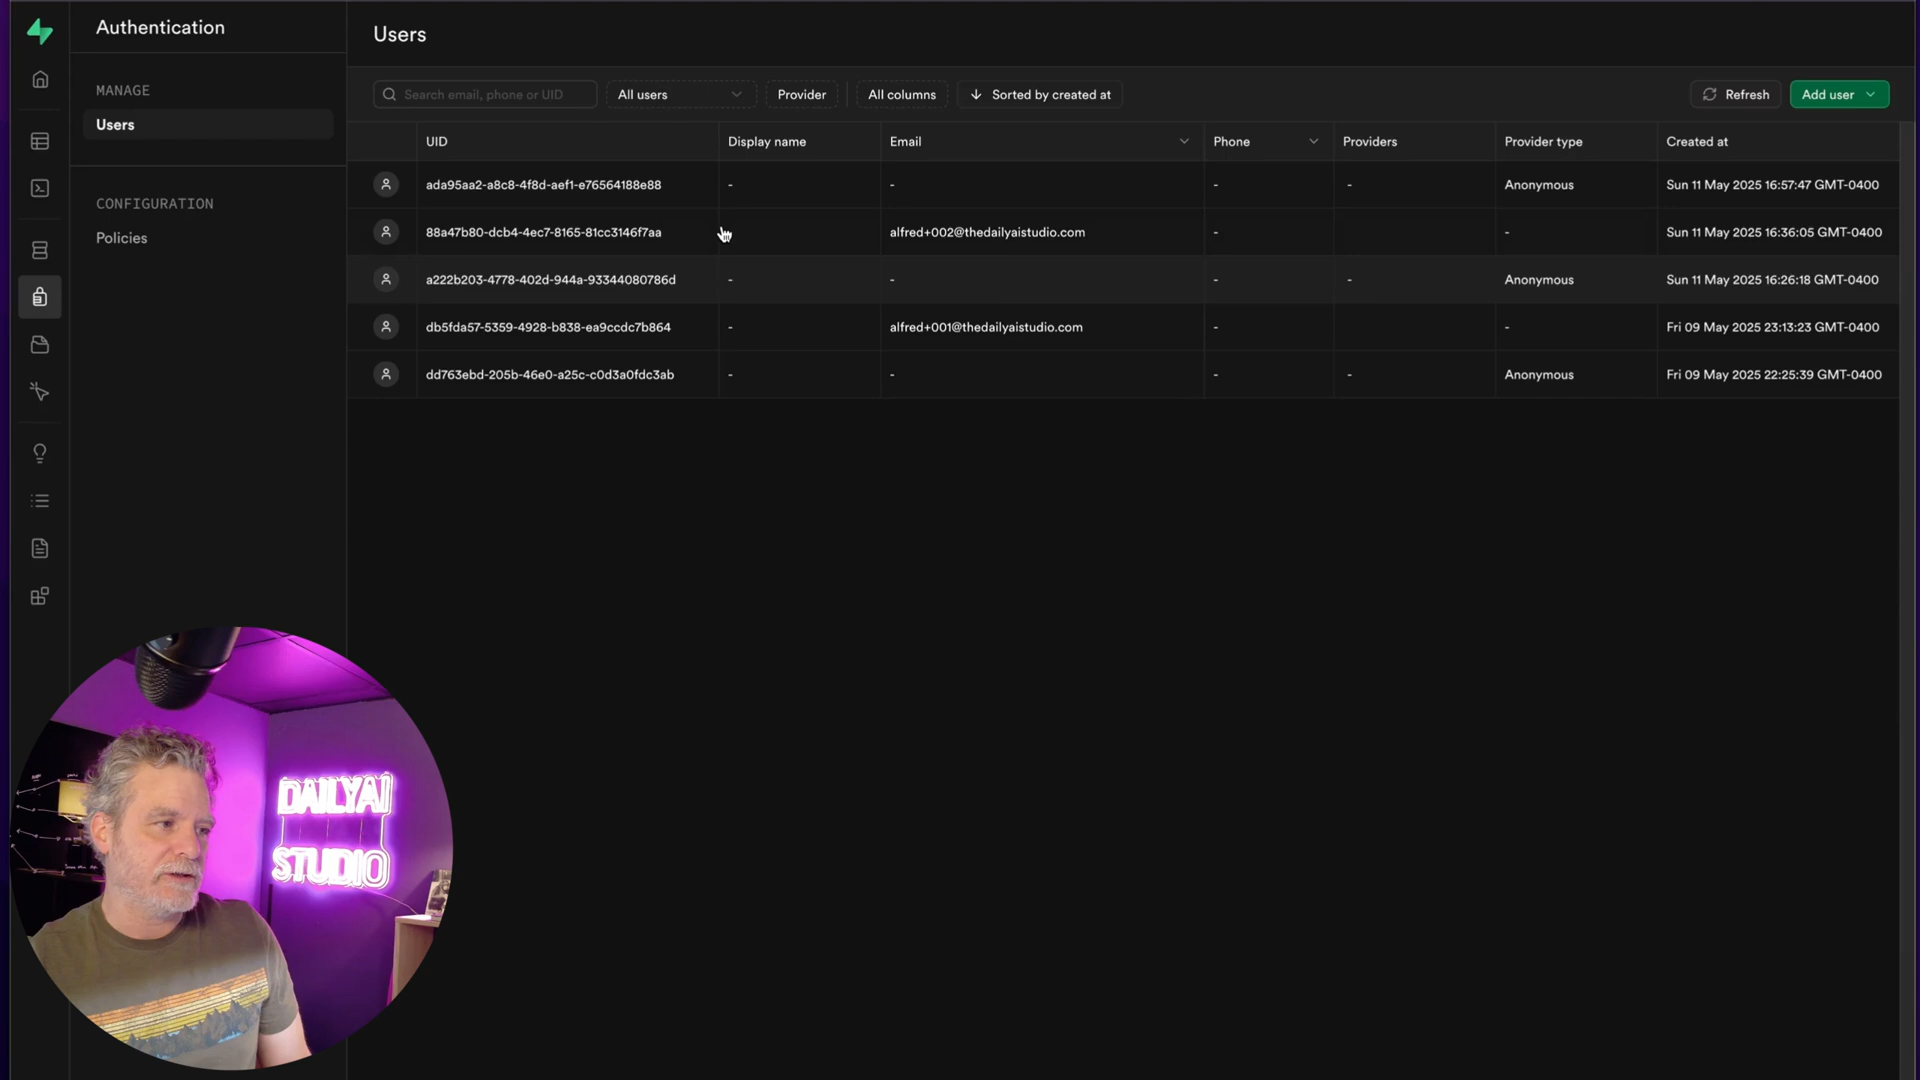 Authentication
MANAGE
Users
CONFIGURATION
Policies
Users
Search email, phone or UID
All users
Provider
All columns
Sorted by created at
Refresh
Add user
UID Display name Email Phone Providers Provider type Created at
ada95aa2-a8c8-4f8d-aef1-e76564188e88 - - - - Anonymous Sun 11 May 2025 16:57:47 GMT-0400
88a47b80-dcb4-4ec7-8165-81cc3146f7aa alfred+002@thedailyaistudio.com - - Sun 11 May 2025 16:36:05 GMT-0400
a222b203-4778-402d-944a-93344080786d - - - - Anonymous Sun 11 May 2025 16:26:18 GMT-0400
db5fda57-5359-4928-b838-ea9ccdc7b864 - alfred+001@thedailyaistudio.com - - Fri 09 May 2025 23:13:23 GMT-0400
dd763ebd-205b-46e0-a25c-c0d3a0fdc3ab - - - - Anonymous Fri 09 May 2025 22:25:39 GMT-0400
DAILYAI
STUDIO